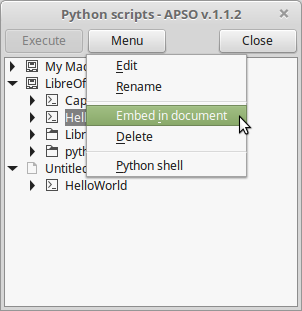 Python scripts - APSO v.1.1.2
Execute
Menu
Close
My Mac
LibreOf
Cap
Hell
Libr
pyth
Untitled
HelloWorld
Edit
Rename
Embed in document
Delete
Python shell